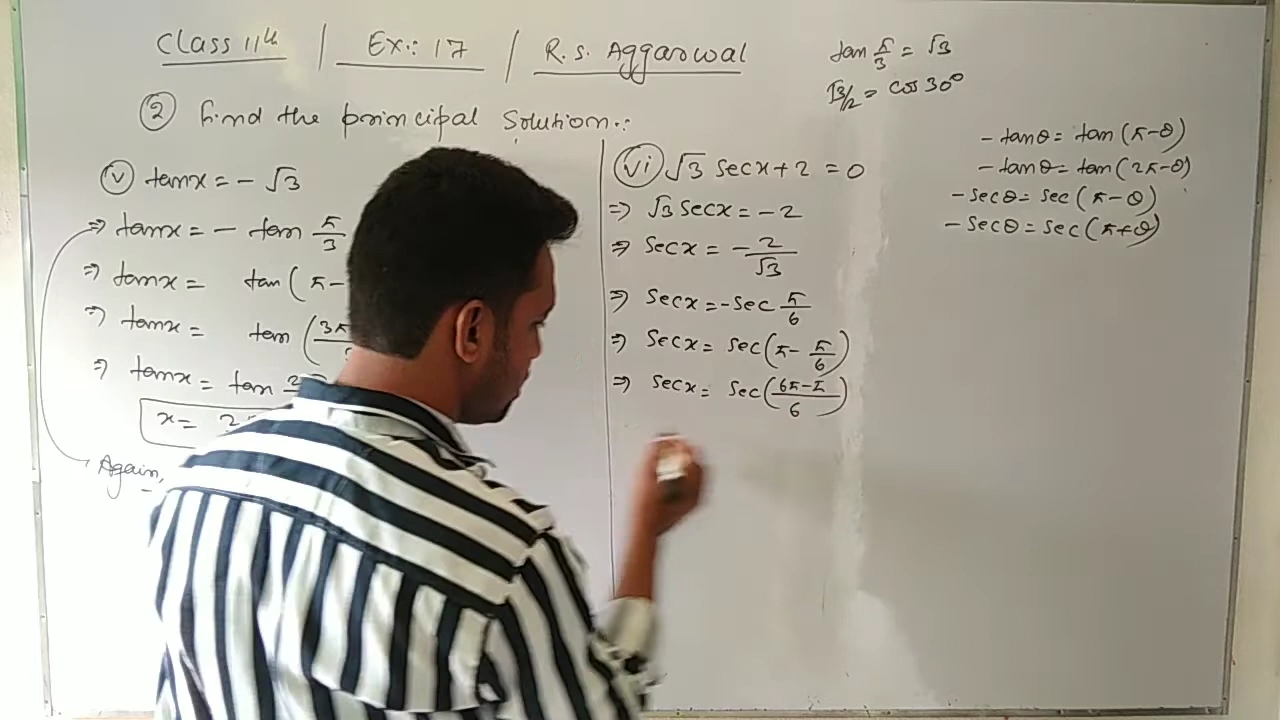 Class 11th / Ex.: 17 / R. S. Aggarwal
② Find the principal Solution.:
tan π/3 = √3
√3/2 = cos 30°
- tanθ = tan (π-θ)
- tanθ = tan (2π-θ)
- secθ = sec (π-θ)
- secθ = sec (π+θ)
ⓥ tanx = - √3
⇒ tanx = - tan π/3
⇒ tanx = tan (π-
⇒ tanx = tan (3π
⇒ tanx = tan 2
x = 2
Again,
(vi) √3 secx + 2 = 0
⇒ √3 secx = -2
⇒ secx = - 2/√3
⇒ secx = -sec π/6
⇒ secx = sec (π - π/6)
⇒ secx = sec (6π-π/6)